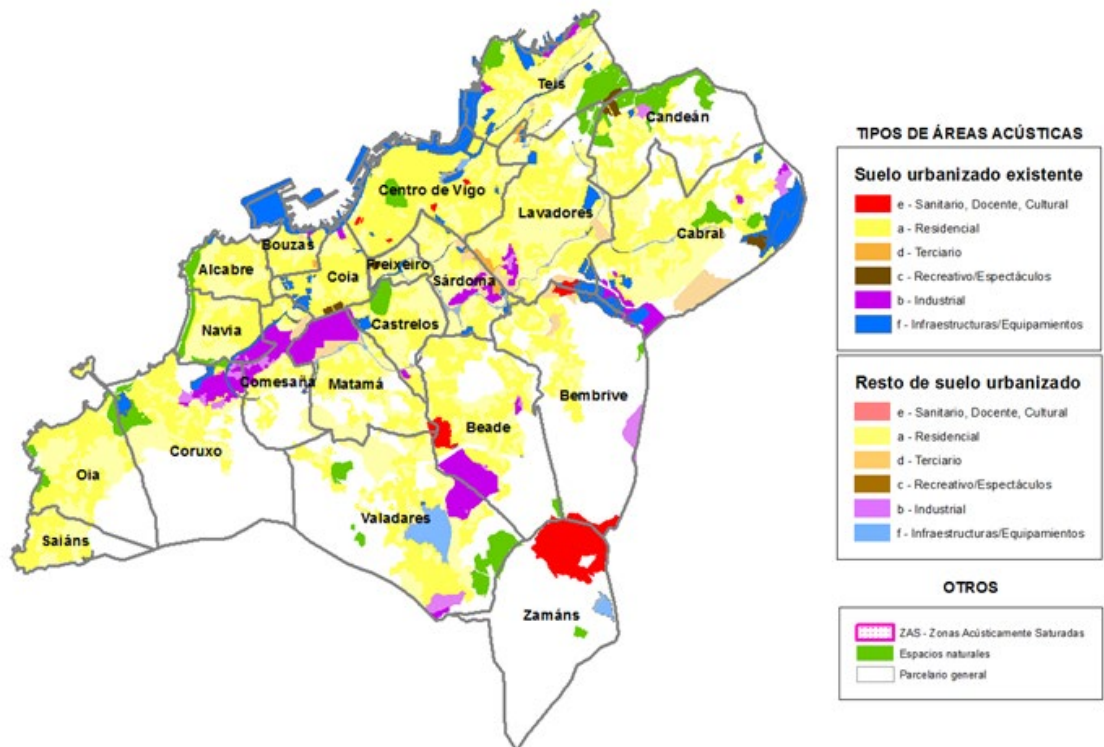 Teis
Candeán
Centro de Vigo
Lavadores
Cabral
Bouzas
Alcabre
Coia
Freixeiro
Sárdoma
Navia
Castrelos
Comesaña
Matamá
Bembrive
Beade
Coruxo
Oia
Valadares
Saiáns
Zamáns
TIPOS DE ÁREAS ACÚSTICAS
Suelo urbanizado existente
e - Sanitario, Docente, Cultural
a - Residencial
d - Terciario
c - Recreativo/Espectáculos
b - Industrial
f - Infraestructuras/Equipamientos
Resto de suelo urbanizado
e - Sanitario, Docente, Cultural
a - Residencial
d - Terciario
c - Recreativo/Espectáculos
b - Industrial
f - Infraestructuras/Equipamientos
OTROS
ZAS - Zonas Acústicamente Saturadas
Espacios naturales
Parcelario general